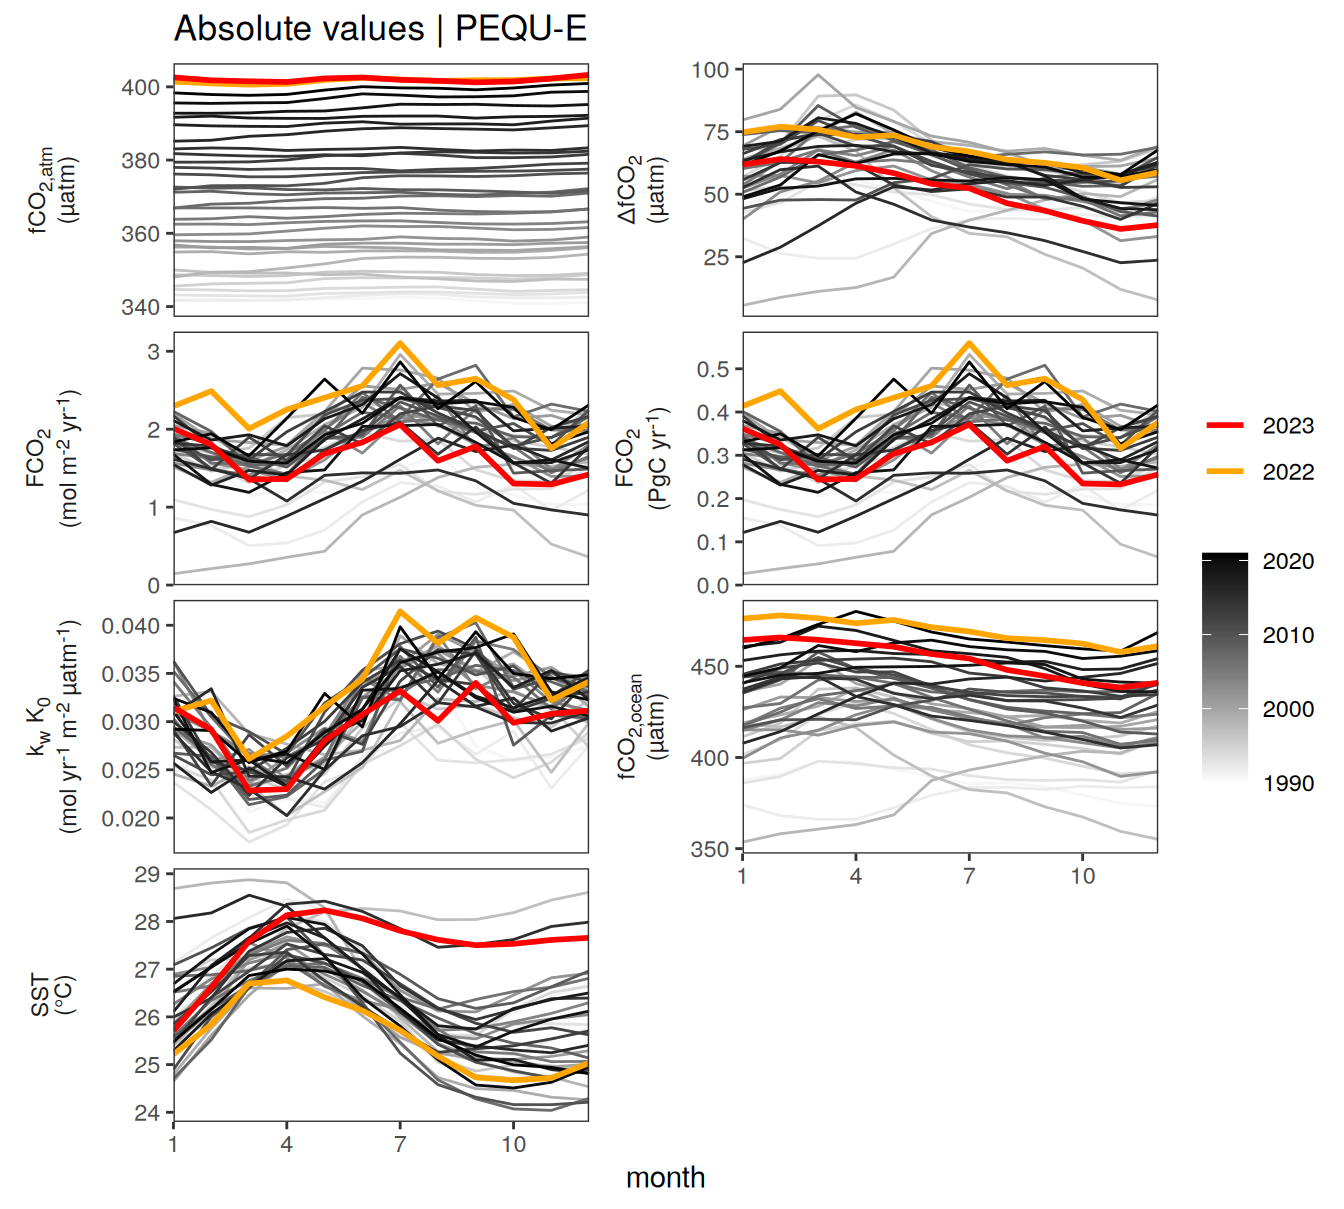 Absolute values | PEQU-E
fCO2,atm
(µatm)
400
380
360
340
ΔfCO2
(µatm)
100
75
50
25
FCO2
(mol m-2 yr-1)
3
2
1
0
FCO2
(PgC yr-1)
0.5
0.4
0.3
0.2
0.1
0.0
kw K0
(mol yr-1 m-2 µatm-1)
0.040
0.035
0.030
0.025
0.020
fCO2,ocean
(µatm)
450
400
350
1 4 7 10
SST
(°C)
29
28
27
26
25
24
1 4 7 10
month
2023
2022
2020
2010
2000
1990